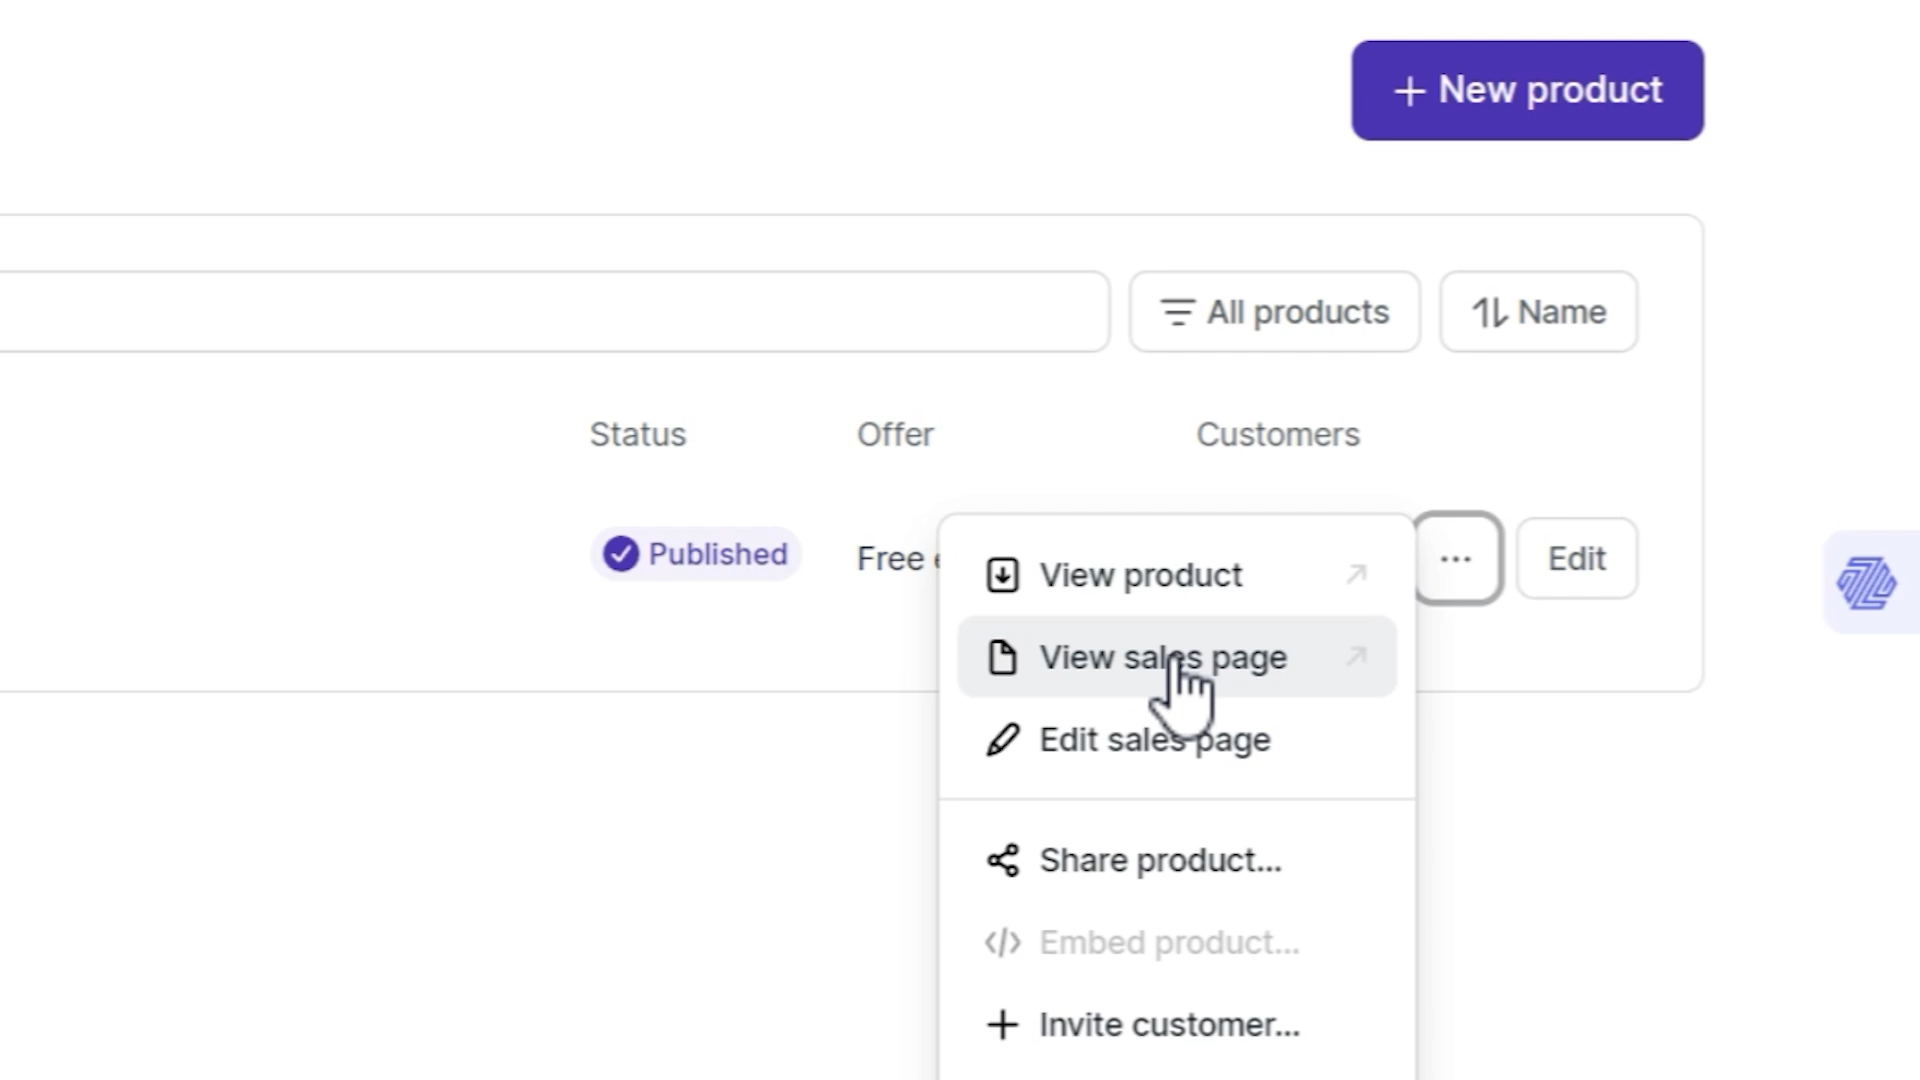 New product
All products
Name
Status Offer Customers
Published Free
... Edit
View product
View sales page
Edit sales page
Share product...
Embed product...
Invite customer...